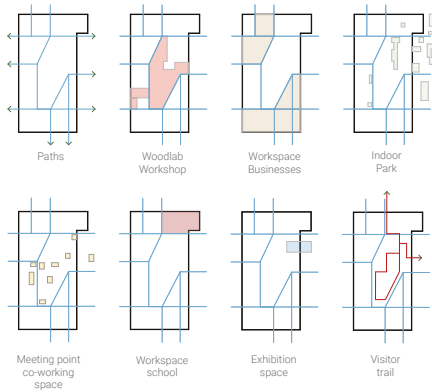 Paths
Woodlab
Workshop
Workspace
Businesses
Indoor
Park
Meeting point
co-working
space
Workspace
school
Exhibition
space
Visitor
trail